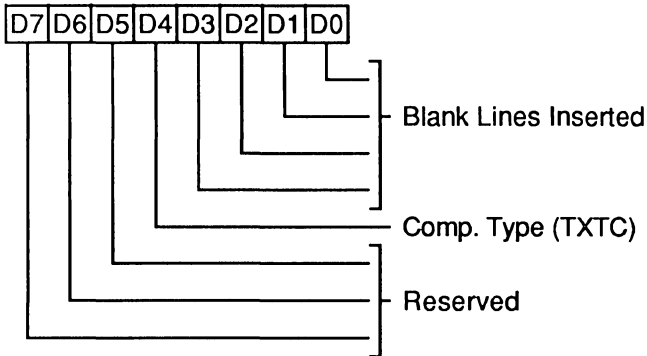 D7 D6 D5 D4 D3 D2 D1 D0
Blank Lines Inserted
Comp. Type (TXTC)
Reserved